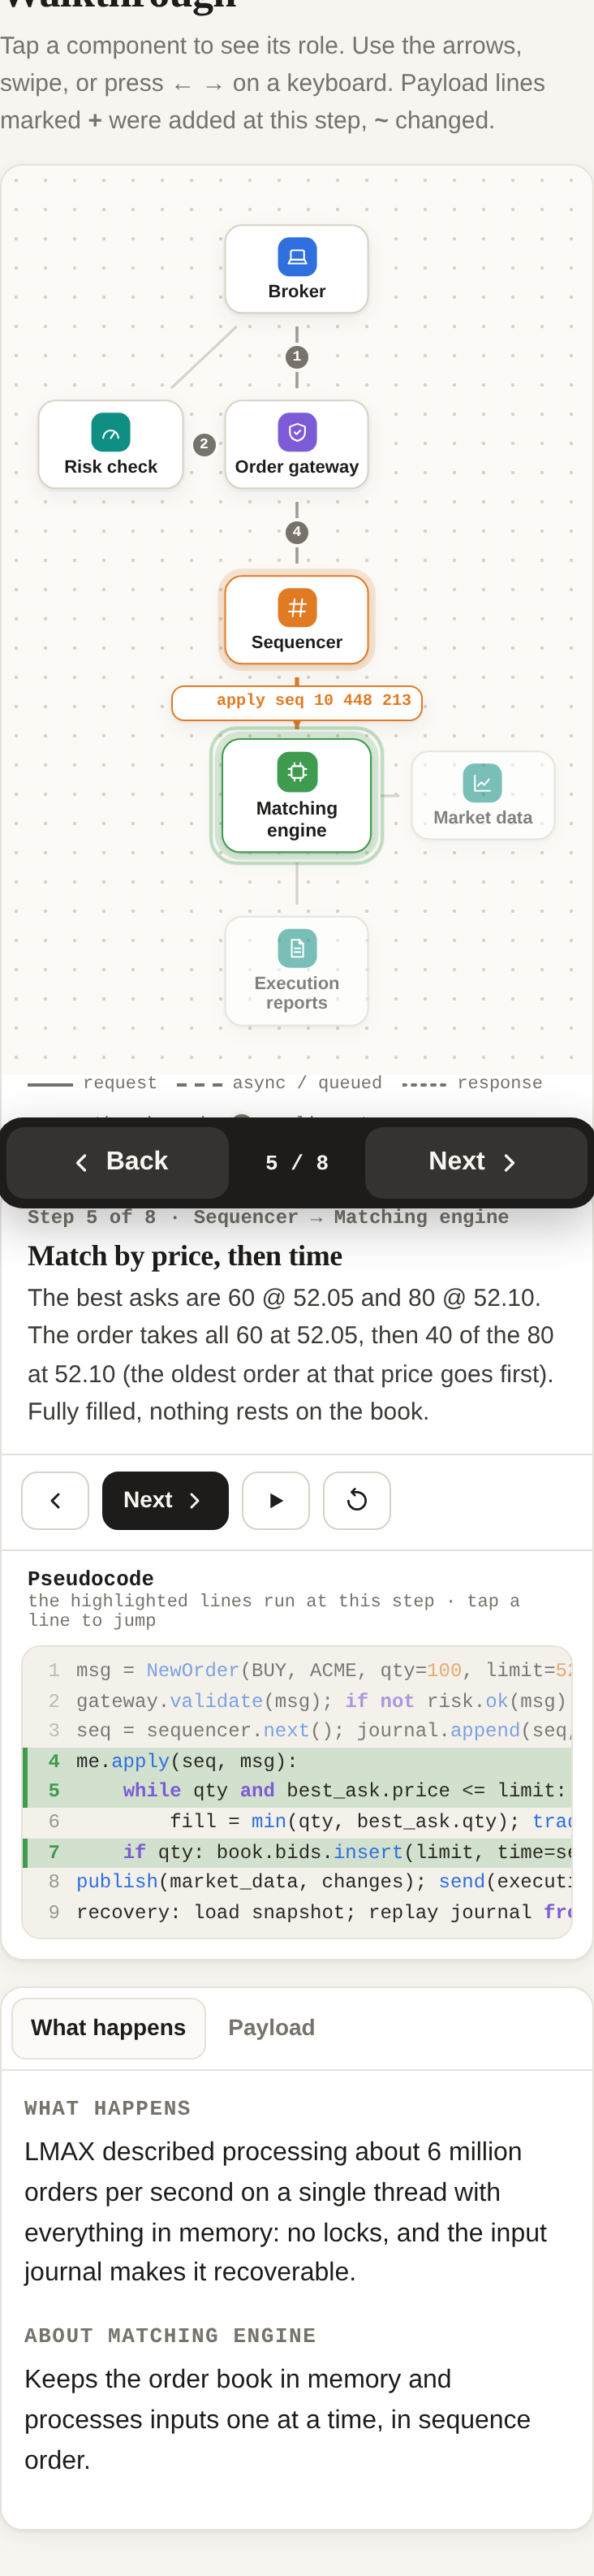 Walkthrough
Tap a component to see its role. Use the arrows,
swipe, or press ← → on a keyboard. Payload lines
marked + were added at this step, ~ changed.
Broker
1
Risk check
2
Order gateway
4
Sequencer
apply seq 10 448 213
Matching
engine
Market data
Execution
reports
request
async / queued
response
Back
5 / 8
Next
Step 5 of 8 · Sequencer → Matching engine
Match by price, then time
The best asks are 60 @ 52.05 and 80 @ 52.10.
The order takes all 60 at 52.05, then 40 of the 80
at 52.10 (the oldest order at that price goes first).
Fully filled, nothing rests on the book.
Next
Pseudocode
the highlighted lines run at this step · tap a
line to jump
1 msg = NewOrder(BUY, ACME, qty=100, limit=52
2 gateway.validate(msg); if not risk.ok(msg)
3 seq = sequencer.next(); journal.append(seq,
4 me.apply(seq, msg):
5 while qty and best_ask.price <= limit:
6 fill = min(qty, best_ask.qty);
7 if qty: book.bids.insert(limit,
8 publish(market_data, changes);
9 recovery: load snapshot; replay journal
What happens
Payload
WHAT HAPPENS
LMAX described processing about 6 million
orders per second on a single thread with
everything in memory: no locks, and the input
journal makes it recoverable.
ABOUT MATCHING ENGINE
Keeps the order book in memory and
processes inputs one at a time, in sequence
order.